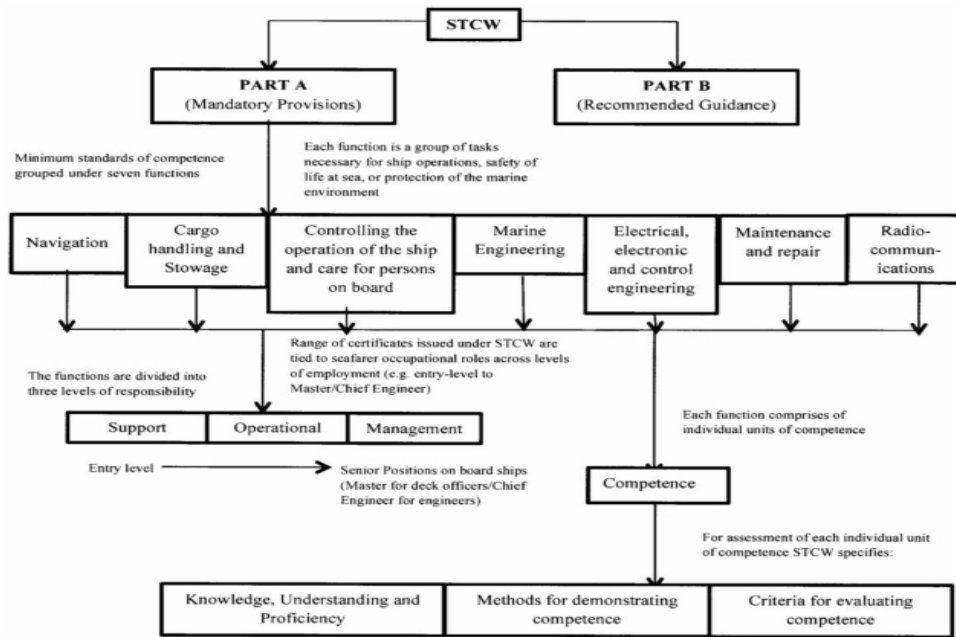 STCW
PART A
(Mandatory Provisions)
PART B
(Recommended Guidance)
Minimum standards of competence
grouped under seven functions
Each function is a group of tasks
necessary for ship operations, safety of
life at sea, or protection of the marine
environment
Navigation
Cargo
handling and
Stowage
Controlling the
operation of the ship
and care for persons
on board
Marine
Engineering
Electrical,
electronic
and control
engineering
Maintenance
and repair
Radio-
commun-
ications
Range of certificates issued under STCW are
tied to seafarer occupational roles across levels
of employment (e.g. entry-level to
Master/Chief Engineer)
The functions are divided into
three levels of responsibility
Support
Operational
Management
Entry level
Senior Positions on board ships
(Master for deck officers/Chief
Engineer for engineers)
Each function comprises of
individual units of competence
Competence
For assessment of each individual unit
of competence STCW specifies:
Knowledge, Understanding and
Proficiency
Methods for demonstrating
competence
Criteria for evaluating
competence